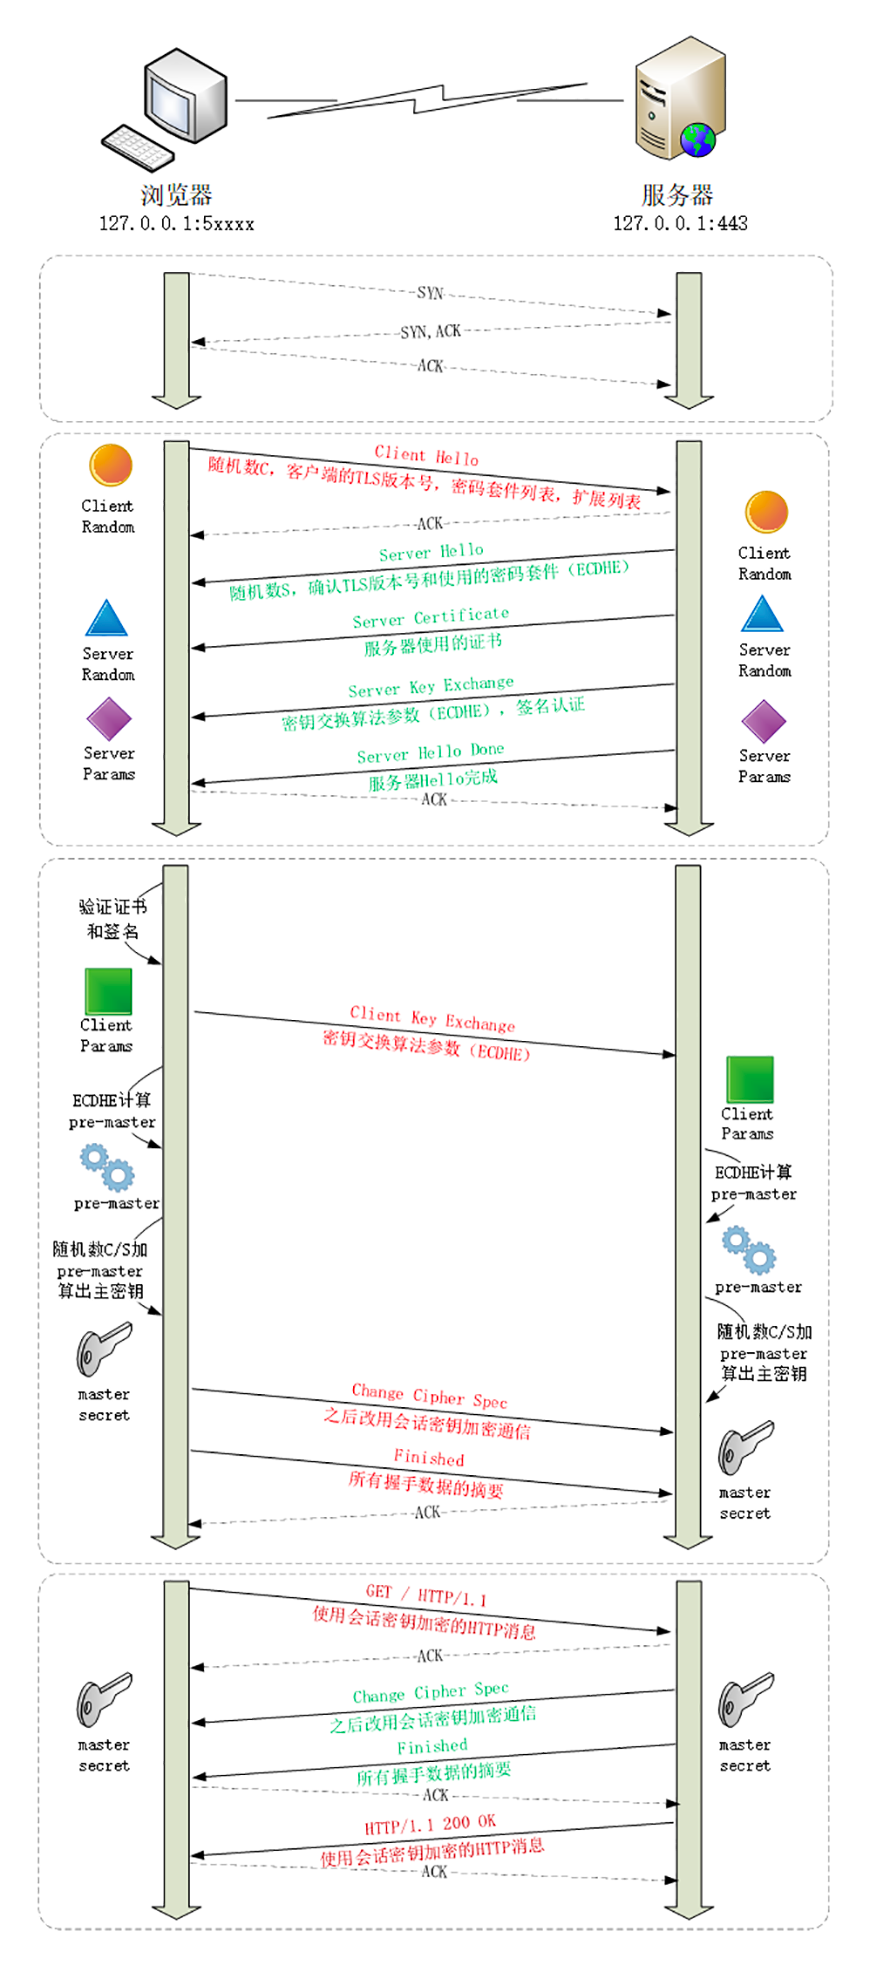 浏览器
127.0.0.1:5xxxx
服务器
127.0.0.1:443
SYN
SYN,ACK
ACK
Client Hello
随机数C，客户端的TLS版本号，密码套件列表，扩展列表
Client
Random
ACK
Client
Random
Server Hello
随机数S，确认TLS版本号和使用的密码套件（ECDHE）
Server Certificate
服务器使用的证书
Server
Random
Server
Random
Server Key Exchange
密钥交换算法参数（ECDHE），签名认证
Server
Params
Server
Params
Server Hello Done
服务器Hello完成
ACK
验证证书
和签名
Client
Params
Client Key Exchange
密钥交换算法参数（ECDHE）
Client
Params
ECDHE计算
pre-master
pre-master
ECDHE计算
pre-master
pre-master
随机数C/S加
pre-master
算出主密钥
随机数C/S加
pre-master
算出主密钥
master
secret
Change Cipher Spec
之后改用会话密钥加密通信
Finished
所有握手数据的摘要
ACK
master
secret
GET / HTTP/1.1
使用会话密钥加密的HTTP消息
ACK
Change Cipher Spec
之后改用会话密钥加密通信
master
secret
master
secret
Finished
所有握手数据的摘要
ACK
HTTP/1.1 200 OK
使用会话密钥加密的HTTP消息
ACK